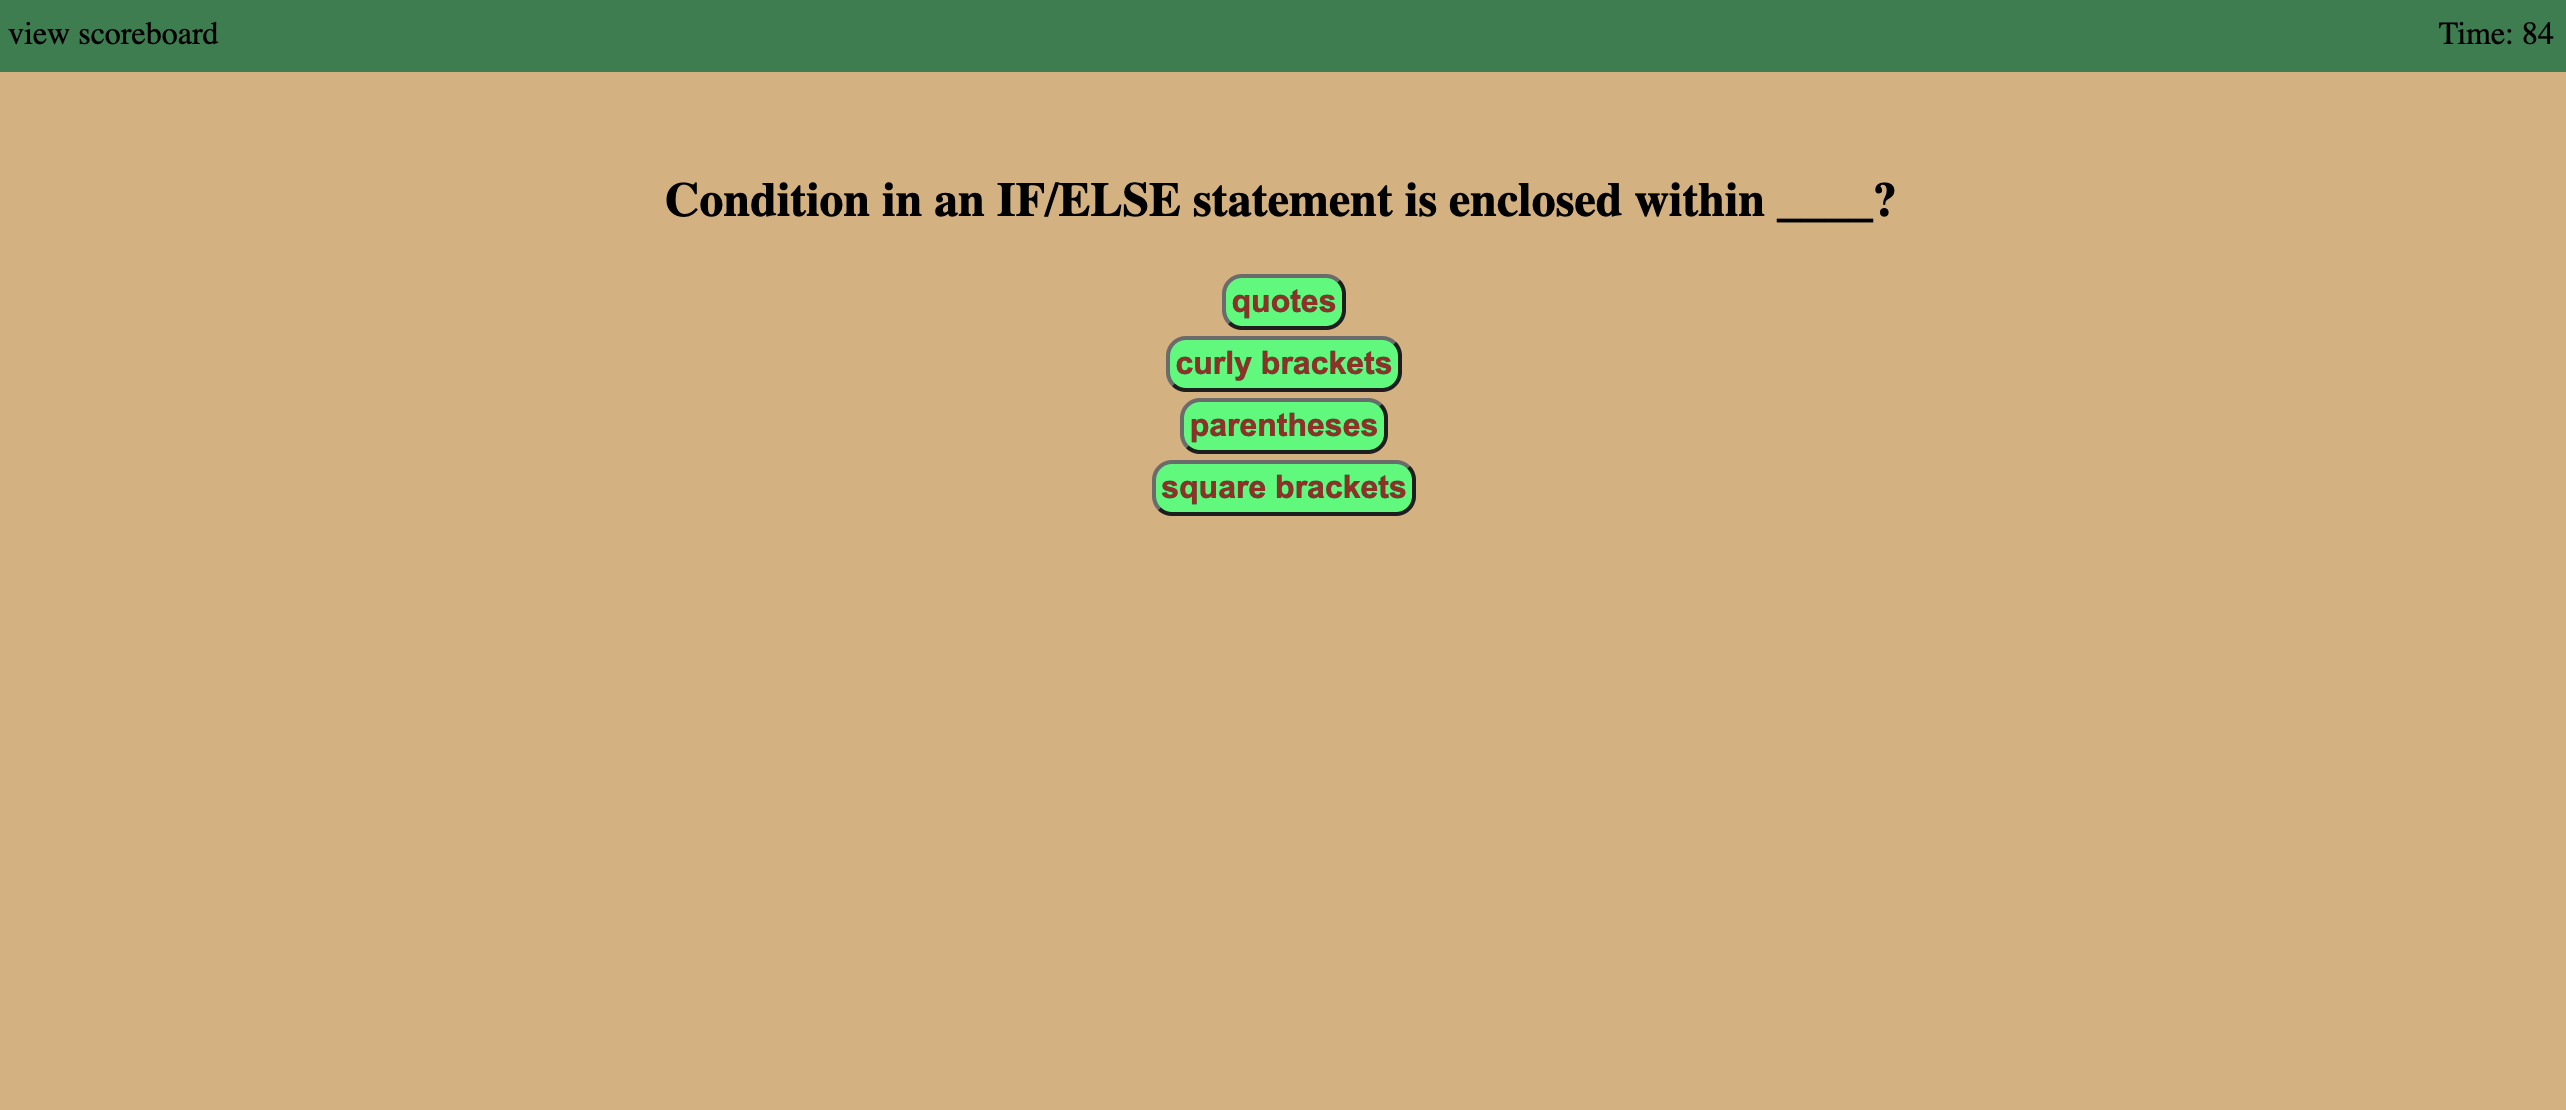 view scoreboard
Time: 84
Condition in an IF/ELSE statement is enclosed within ____?
quotes
curly brackets
parentheses
square brackets